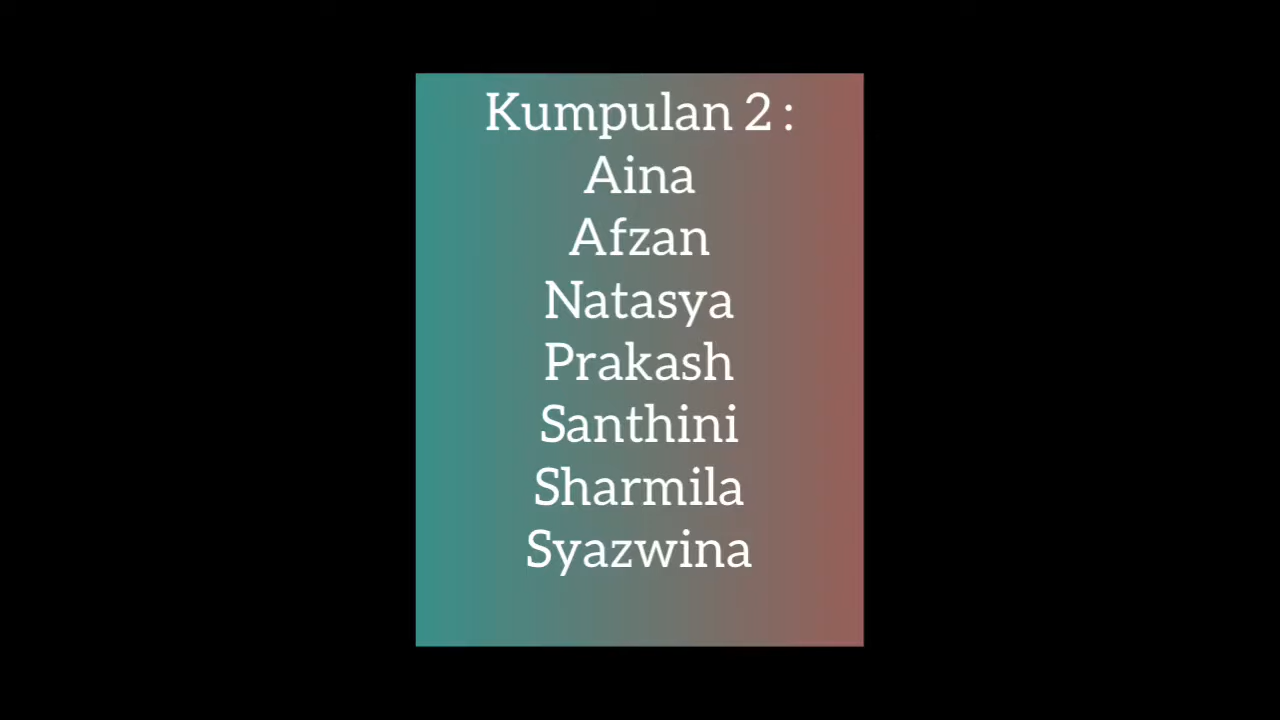 Kumpulan 2 :
Aina
Afzan
Natasya
Prakash
Santhini
Sharmila
Syazwina